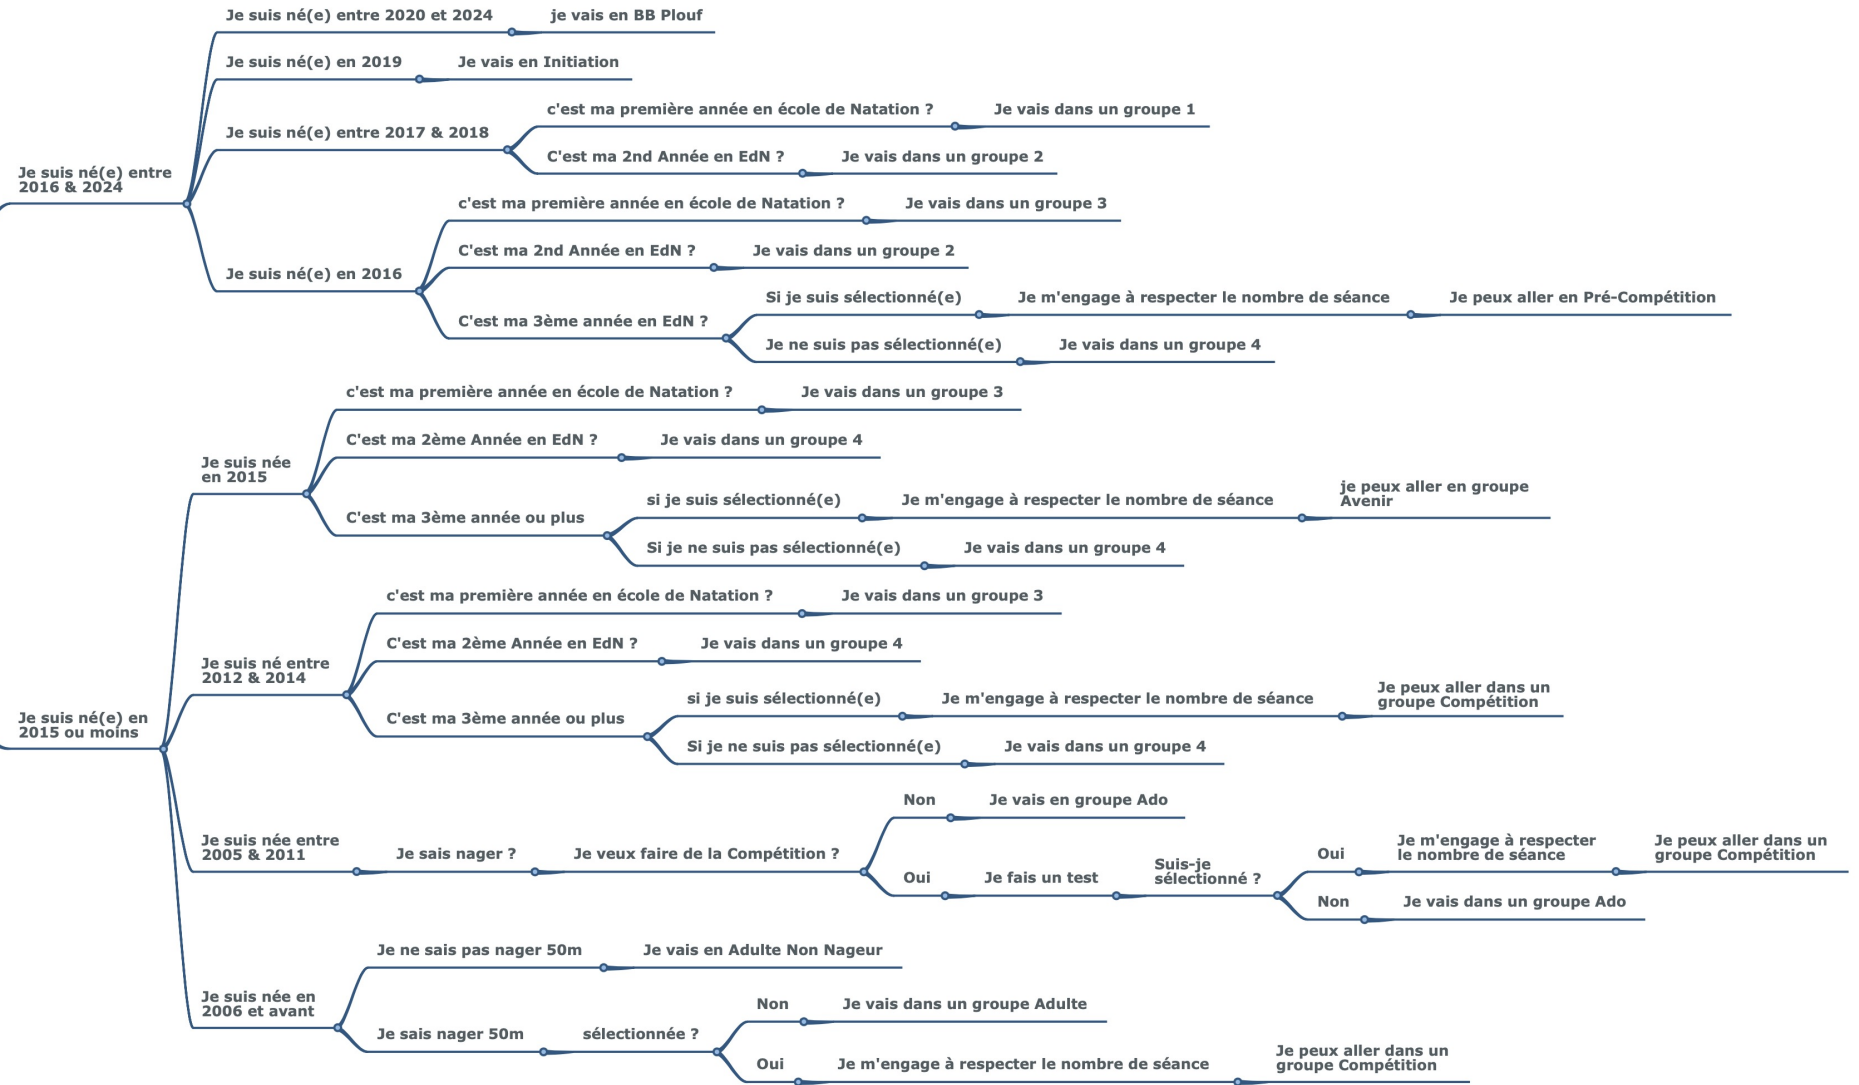 Je suis né(e) entre
2016 & 2024
Je suis né(e) entre 2020 et 2024
je vais en BB Plouf
Je suis né(e) en 2019
Je vais en Initiation
Je suis né(e) entre 2017 & 2018
c'est ma première année en école de Natation ?
Je vais dans un groupe 1
C'est ma 2nd Année en EdN ?
Je vais dans un groupe 2
Je suis né(e) en 2016
c'est ma première année en école de Natation ?
Je vais dans un groupe 3
C'est ma 2nd Année en EdN ?
Je vais dans un groupe 2
C'est ma 3ème année en EdN ?
Si je suis sélectionné(e)
Je m'engage à respecter le nombre de séance
Je peux aller en Pré-Compétition
Je ne suis pas sélectionné(e)
Je vais dans un groupe 4
Je suis né(e) en
2015 ou moins
Je suis née
en 2015
c'est ma première année en école de Natation ?
Je vais dans un groupe 3
C'est ma 2ème Année en EdN ?
Je vais dans un groupe 4
C'est ma 3ème année ou plus
si je suis sélectionné(e)
Je m'engage à respecter le nombre de séance
je peux aller en groupe
Avenir
Si je ne suis pas sélectionné(e)
Je vais dans un groupe 4
Je suis né entre
2012 & 2014
c'est ma première année en école de Natation ?
Je vais dans un groupe 3
C'est ma 2ème Année en EdN ?
Je vais dans un groupe 4
C'est ma 3ème année ou plus
si je suis sélectionné(e)
Je m'engage à respecter le nombre de séance
Je peux aller dans un
groupe Compétition
Si je ne suis pas sélectionné(e)
Je vais dans un groupe 4
Je suis née entre
2005 & 2011
Je sais nager ?
Je veux faire de la Compétition ?
Non
Je vais en groupe Ado
Oui
Je fais un test
Suis-je
sélectionné ?
Oui
Je m'engage à respecter
le nombre de séance
Je peux aller dans un
groupe Compétition
Non
Je vais dans un groupe Ado
Je suis née en
2006 et avant
Je ne sais pas nager 50m
Je vais en Adulte Non Nageur
Je sais nager 50m
sélectionnée ?
Non
Je vais dans un groupe Adulte
Oui
Je m'engage à respecter le nombre de séance
Je peux aller dans un
groupe Compétition